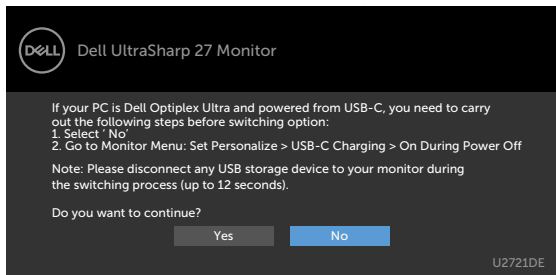 DELL
Dell UltraSharp 27 Monitor
If your PC is Dell Optiplex Ultra and powered from USB-C, you need to carry
out the following steps before switching option:
1. Select ‘ No’
2. Go to Monitor Menu: Set Personalize > USB-C Charging > On During Power Off
Note: Please disconnect any USB storage device to your monitor during
the switching process (up to 12 seconds).
Do you want to continue?
Yes No
U2721DE